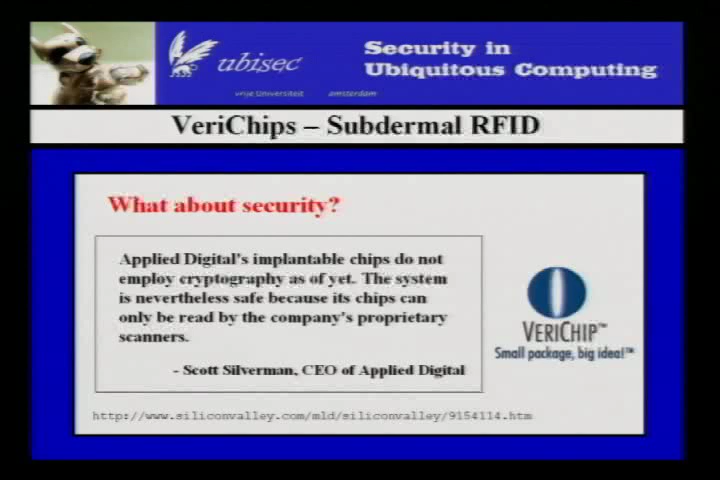 ubisec
vrije Universiteit amsterdam
Security in
Ubiquitous Computing
VeriChips – Subdermal RFID
What about security?
Applied Digital's implantable chips do not
employ cryptography as of yet. The system
is nevertheless safe because its chips can
only be read by the company's proprietary
scanners.
- Scott Silverman, CEO of Applied Digital
VERICHIP™
Small package, big idea!™
http://www.siliconvalley.com/mld/siliconvalley/9154114.htm